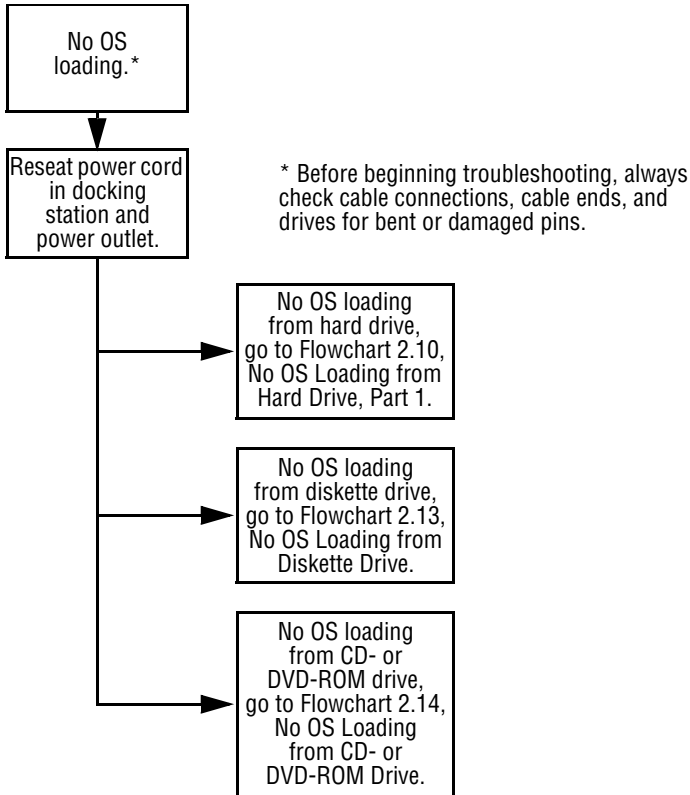 No OS
loading.*
Reseat power cord
in docking
station and
power outlet.
* Before beginning troubleshooting, always
check cable connections, cable ends, and
drives for bent or damaged pins.
No OS loading
from hard drive,
go to Flowchart 2.10,
No OS Loading from
Hard Drive, Part 1.
No OS loading
from diskette drive,
go to Flowchart 2.13,
No OS Loading from
Diskette Drive.
No OS loading
from CD- or
DVD-ROM drive,
go to Flowchart 2.14,
No OS Loading
from CD- or
DVD-ROM Drive.